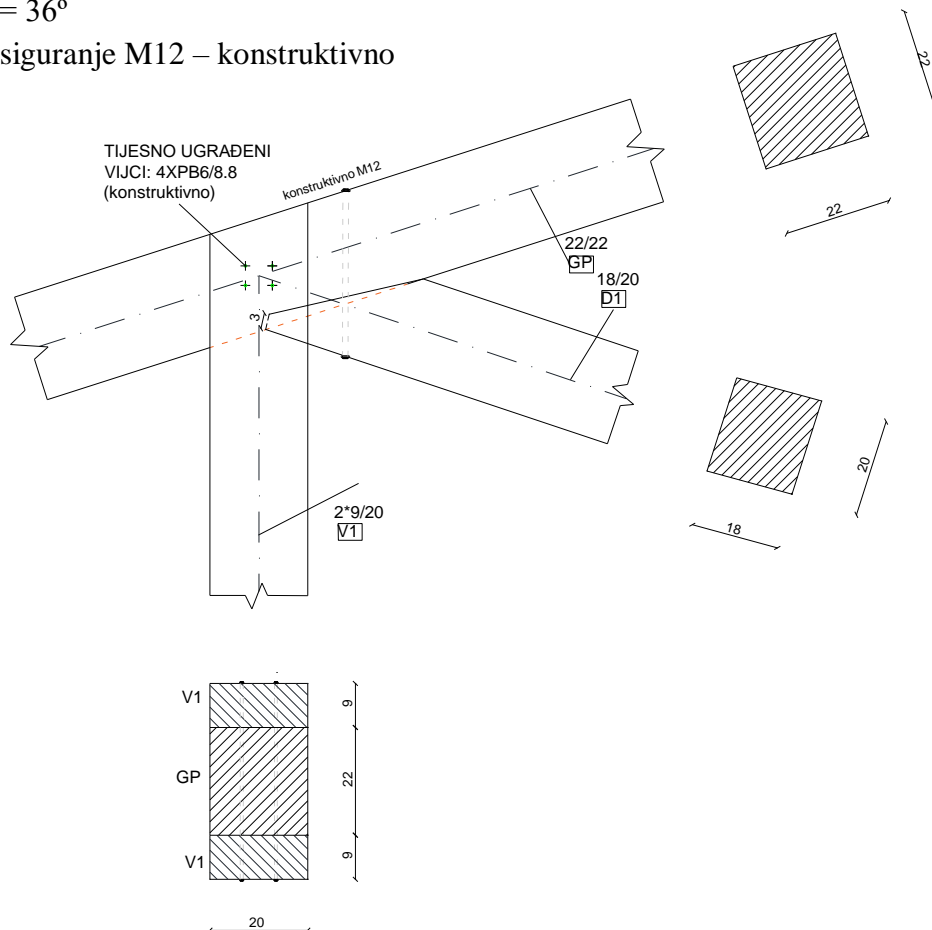 = 36º
siguranje M12 – konstruktivno
22
TIJESNO UGRAĐENI
VIJCI: 4XPB6/8.8
(konstruktivno)
konstruktivno M12
22
22/22
GP
18/20
D1
3
20
18
2*9/20
V1
V1
9
GP
22
V1
9
20